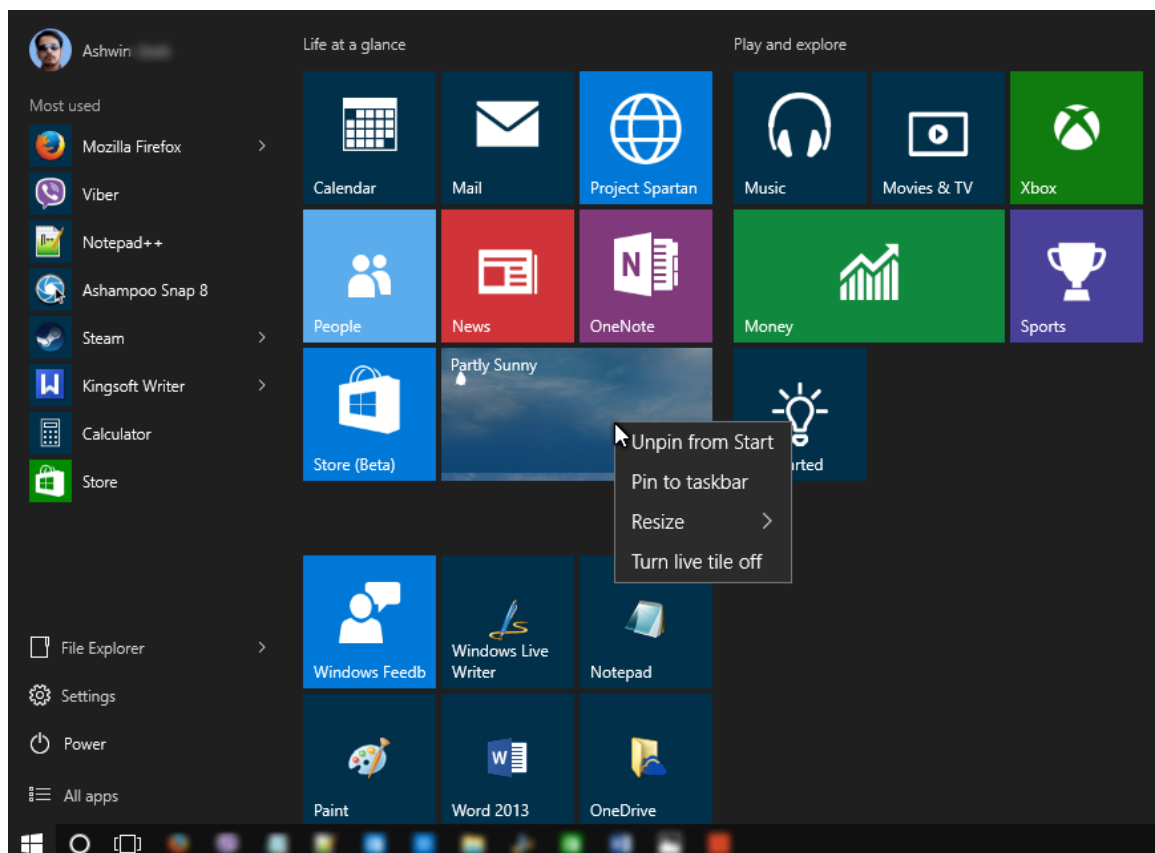 Ashwin
Most used
Mozilla Firefox
Viber
Notepad++
Ashampoo Snap 8
Steam
Kingsoft Writer
Calculator
Store
File Explorer
Settings
Power
All apps
Life at a glance
Calendar
Mail
Project Spartan
People
News
N
OneNote
Store (Beta)
Partly Sunny
Windows Feedb
Windows Live
Writer
Notepad
Paint
W
Word 2013
OneDrive
Play and explore
Music
Movies & TV
Xbox
Money
Sports
rted
Unpin from Start
Pin to taskbar
Resize
Turn live tile off